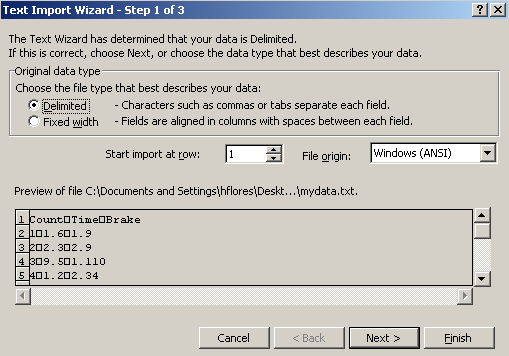 Text Import Wizard - Step 1 of 3
The Text Wizard has determined that your data is Delimited.
If this is correct, choose Next, or choose the data type that best describes your data.
Original data type
Choose the file type that best describes your data:
Delimited - Characters such as commas or tabs separate each field.
Fixed width - Fields are aligned in columns with spaces between each field.
Start import at row: 1 File origin: Windows (ANSI)
Preview of file C:\Documents and Settings\hflores\Deskt...\mydata.txt.
1 Count□Time□Brake
2 1□1.6□1.9
3 2□2.3□2.9
4 3□9.5□1.110
5 4□1.2□2.34
Cancel < Back Next > Finish